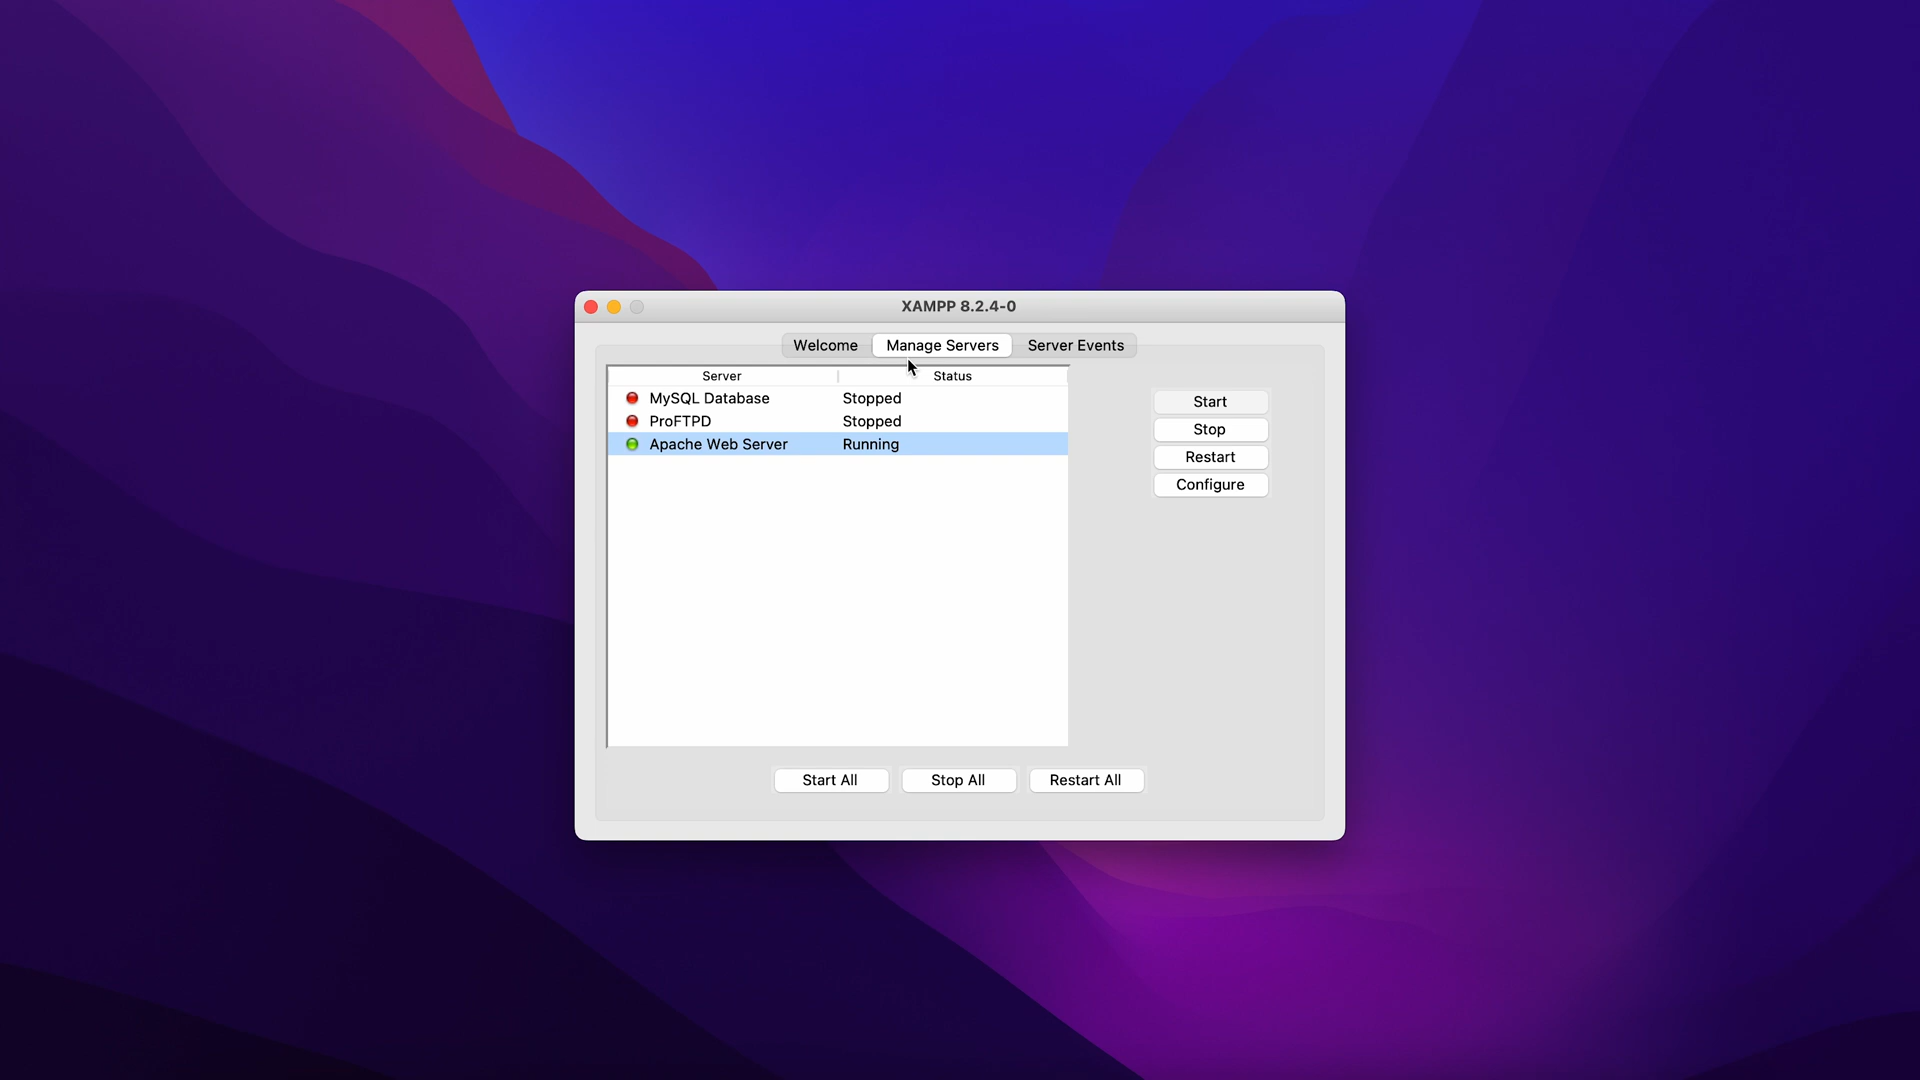 XAMPP 8.2.4-0
Welcome Manage Servers Server Events
Server Status
MySQL Database Stopped
ProFTPD Stopped
Apache Web Server Running
Start
Stop
Restart
Configure
Start All Stop All Restart All